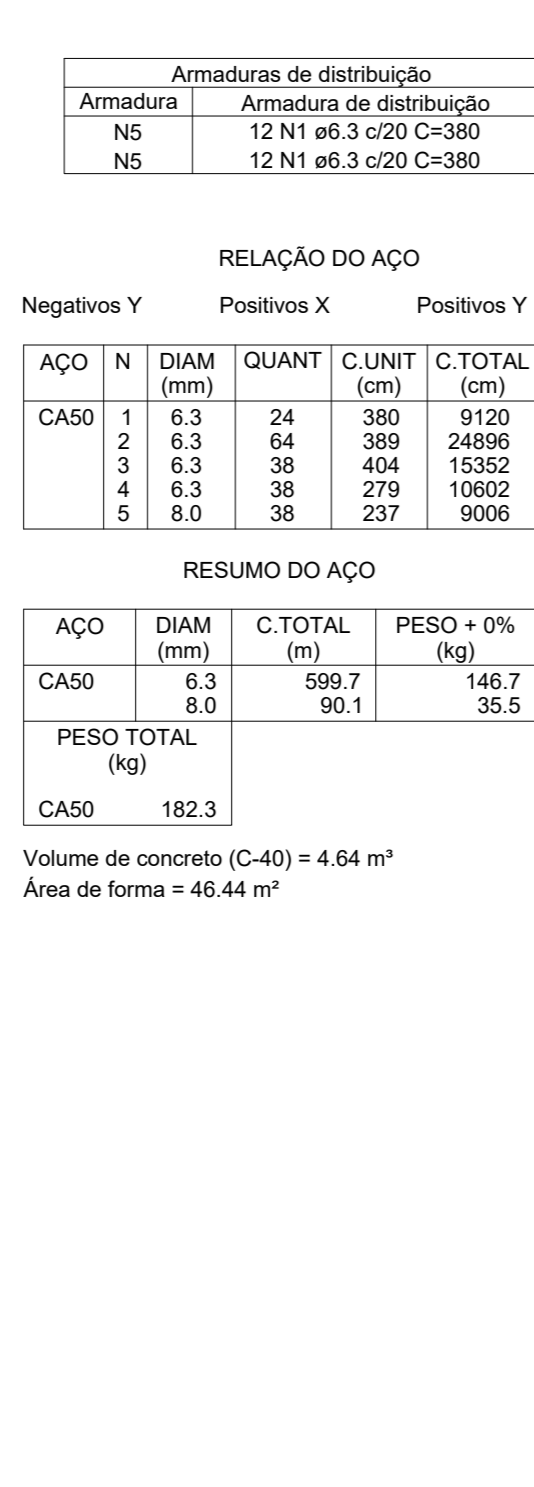 Armaduras de distribuição
Armadura Armadura de distribuição
N5 12 N1 ø6.3 c/20 C=380
N5 12 N1 ø6.3 c/20 C=380
RELAÇÃO DO AÇO
Negativos Y Positivos X Positivos Y
AÇO N DIAM QUANT C.UNIT C.TOTAL
(mm) (cm) (cm)
CA50 1 6.3 24 380 9120
2 6.3 64 389 24896
3 6.3 38 404 15352
4 6.3 38 279 10602
5 8.0 38 237 9006
RESUMO DO AÇO
AÇO DIAM C.TOTAL PESO + 0%
(mm) (m) (kg)
CA50 6.3 599.7 146.7
8.0 90.1 35.5
PESO TOTAL
(kg)
CA50 182.3
Volume de concreto (C-40) = 4.64 m³
Área de forma = 46.44 m²